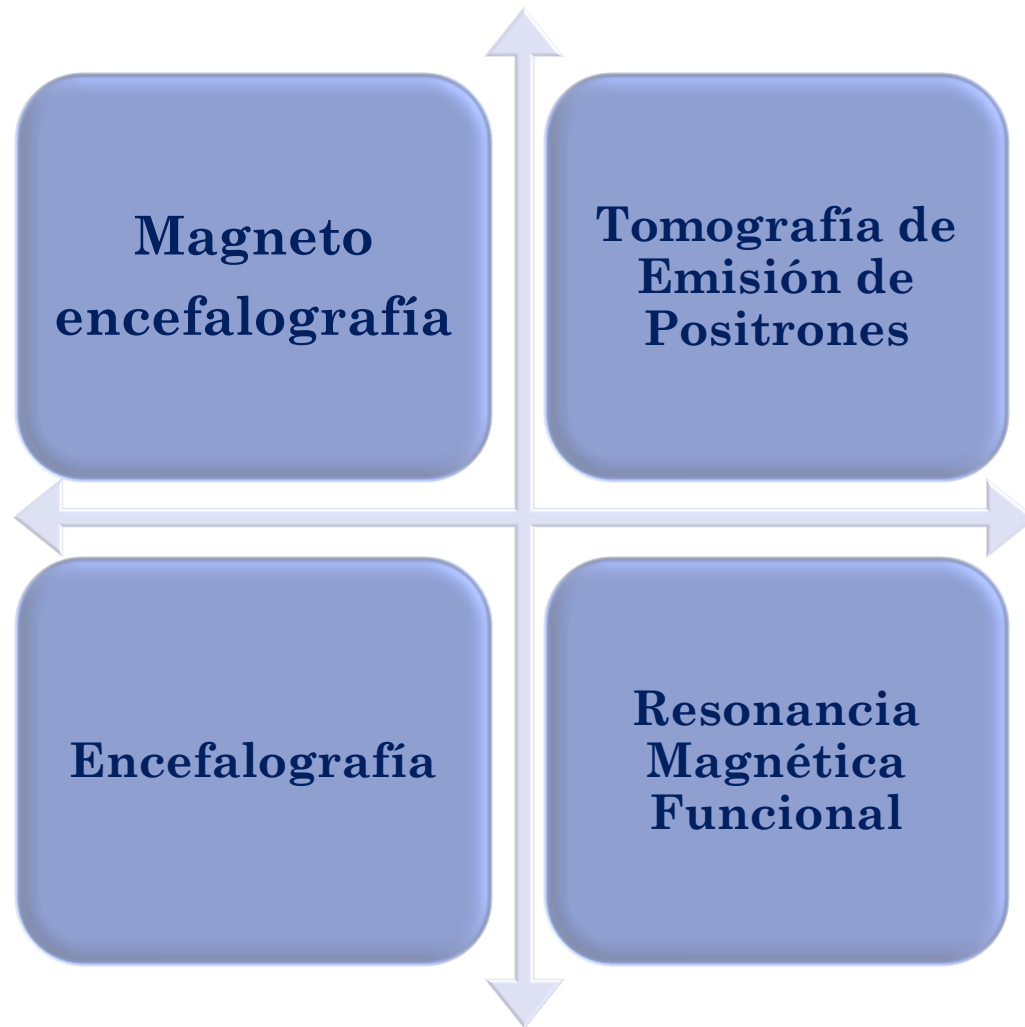 Magneto
encefalografía
Tomografía de
Emisión de
Positrones
Encefalografía
Resonancia
Magnética
Funcional